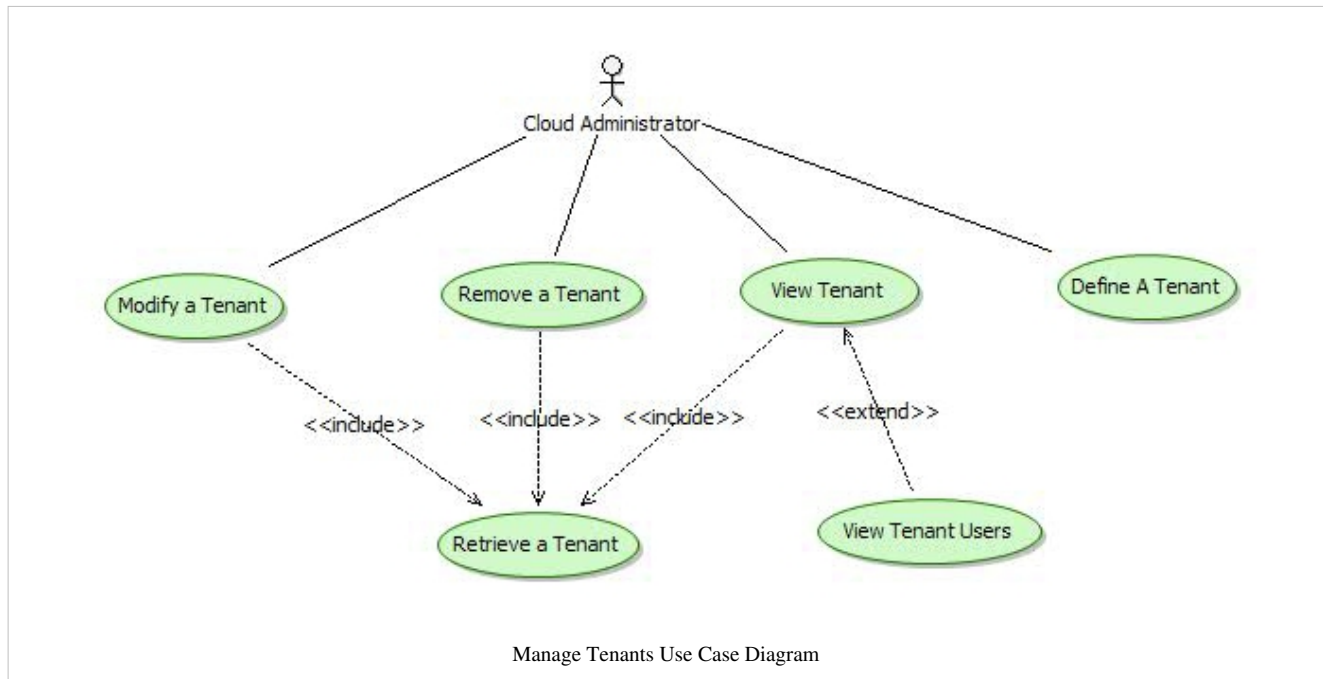 Cloud Administrator
Modify a Tenant
Remove a Tenant
View Tenant
Define A Tenant
<<include>>
<<include>>
<<include>>
<<extend>>
Retrieve a Tenant
View Tenant Users
Manage Tenants Use Case Diagram